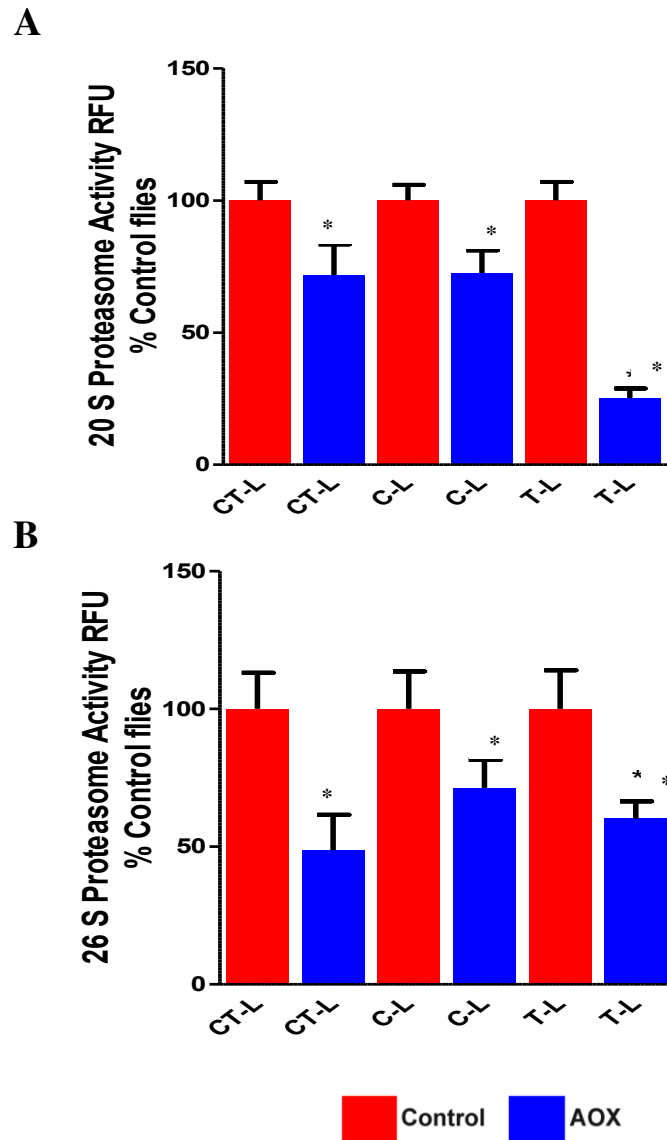 A
20 S Proteasome Activity RFU
% Control flies
150
100
50
0
*
*
* *
CT-L
CT-L
C-L
C-L
T-L
T-L
B
26 S Proteasome Activity RFU
% Control flies
150
100
50
0
*
*
* *
CT-L
CT-L
C-L
C-L
T-L
T-L
Control
AOX